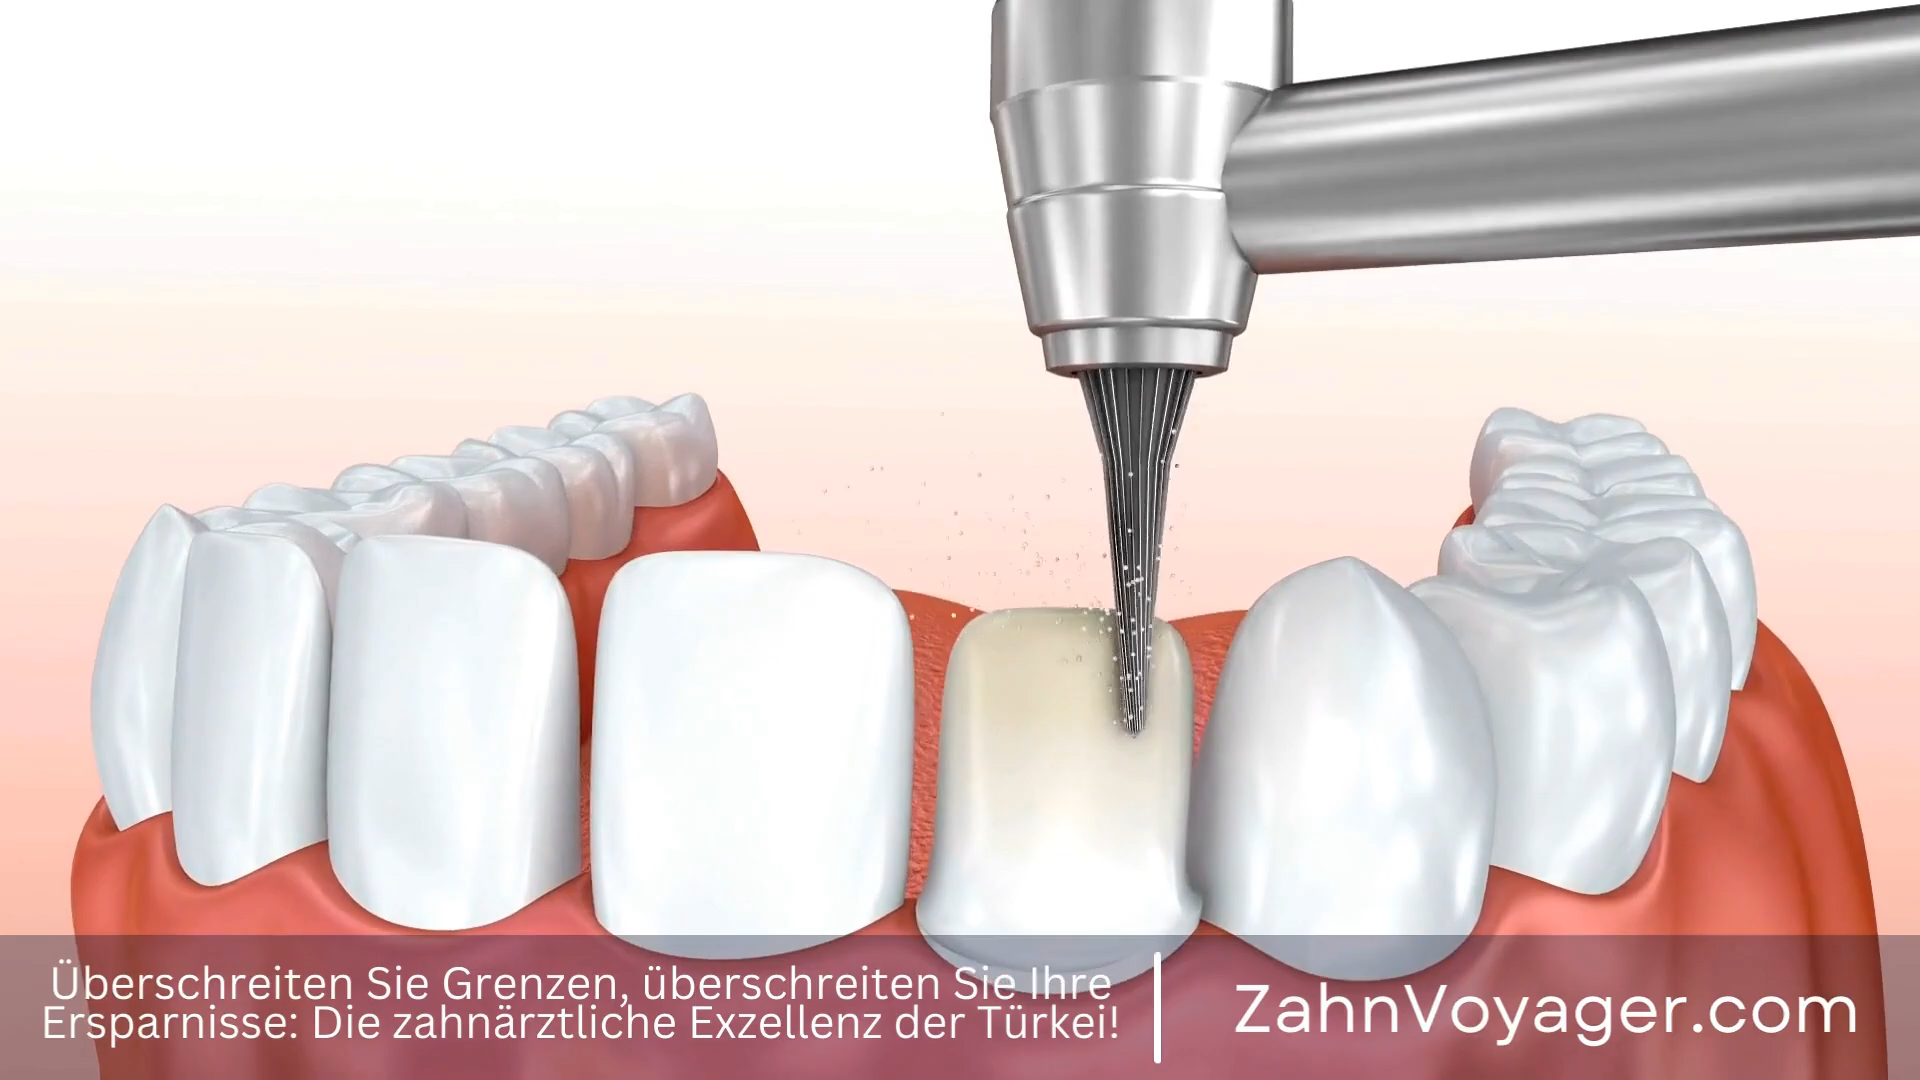 Überschreiten Sie Grenzen, überschreiten Sie Ihre
Ersparnisse: Die zahnärztliche Exzellenz der Türkei!
ZahnVoyager.com